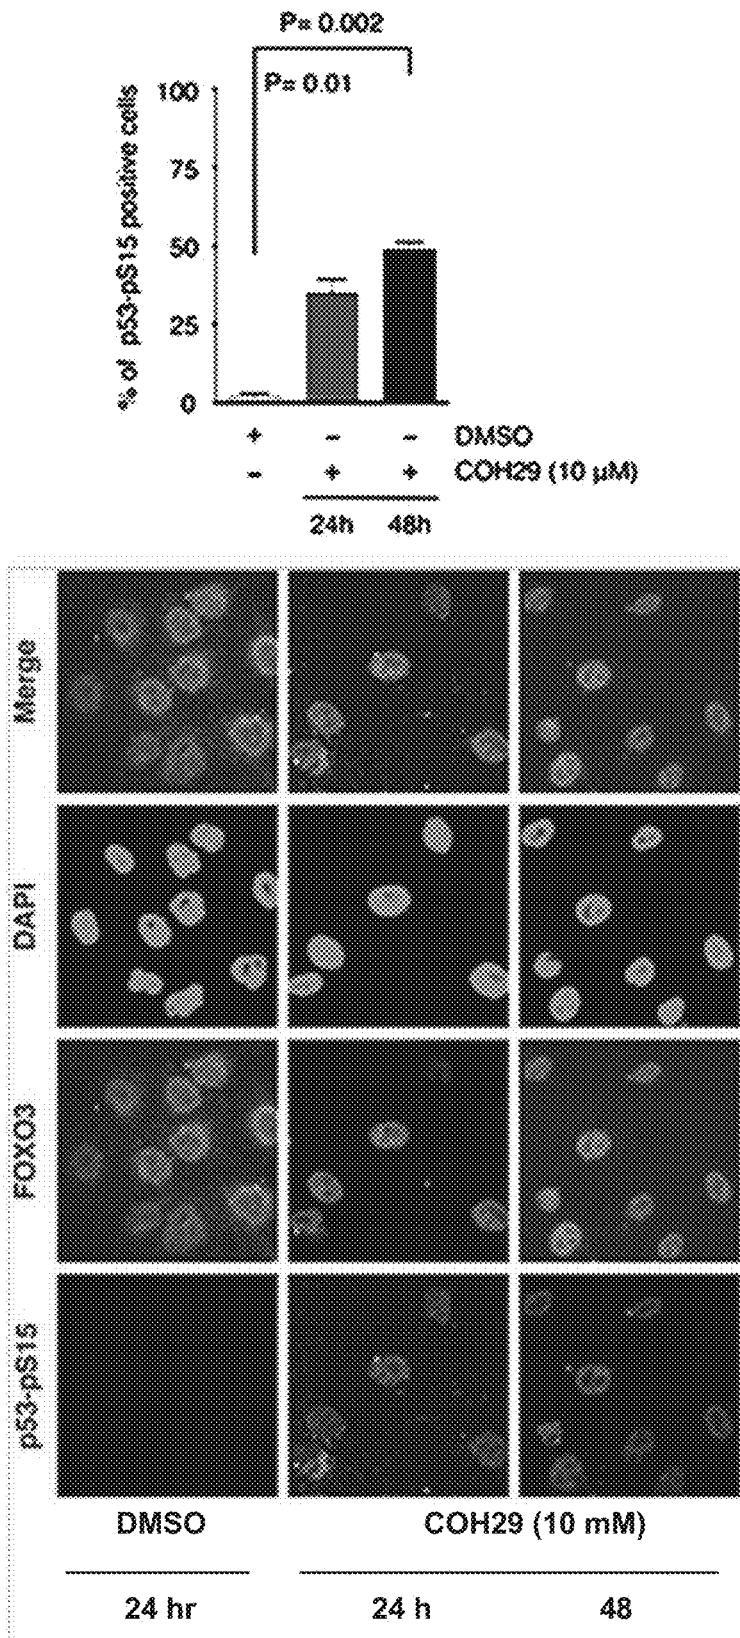 P= 0.002
P= 0.01
% of p53-pS15 positive cells
100
75
50
25
0
+ - - DMSO
- + + COH29 (10 µM)
24h 48h
Merge
DAPI
FOXO3
p53-pS15
DMSO COH29 (10 mM)
24 hr 24 h 48